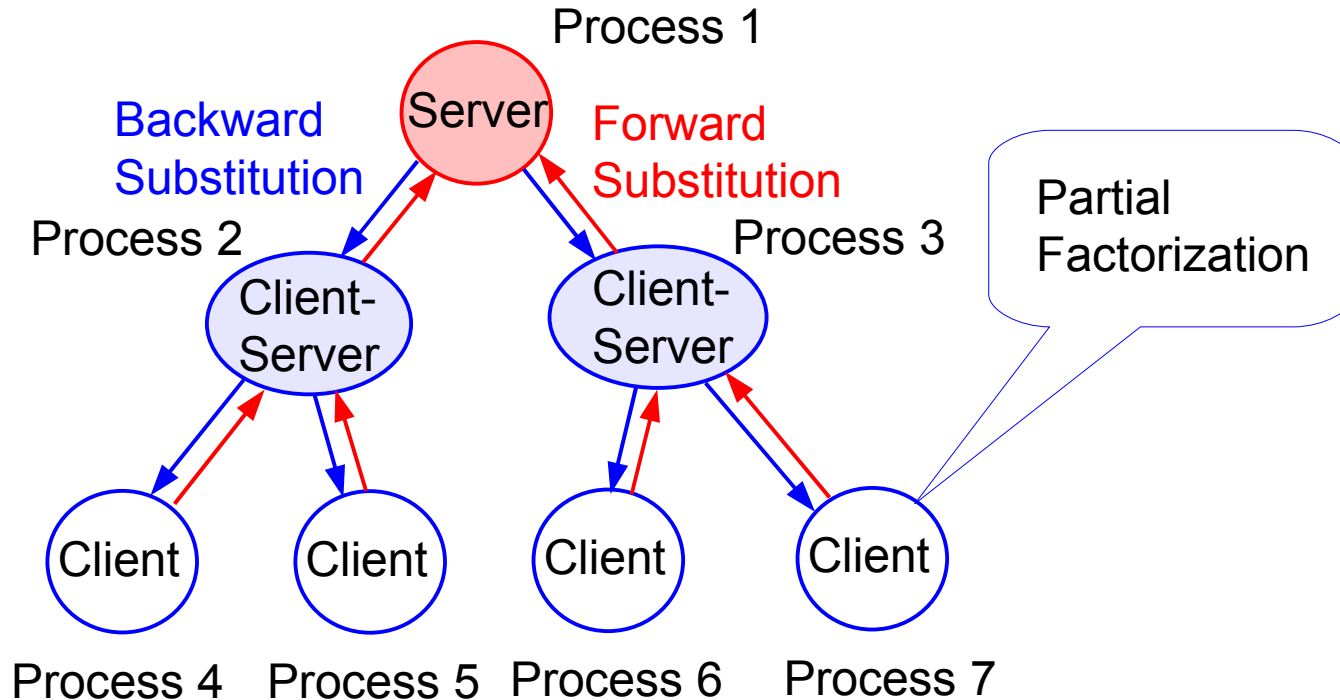 Process 1
Server
Backward
Substitution
Forward
Substitution
Process 2
Process 3
Partial
Factorization
Client-
Server
Client-
Server
Client
Client
Client
Client
Process 4
Process 5
Process 6
Process 7